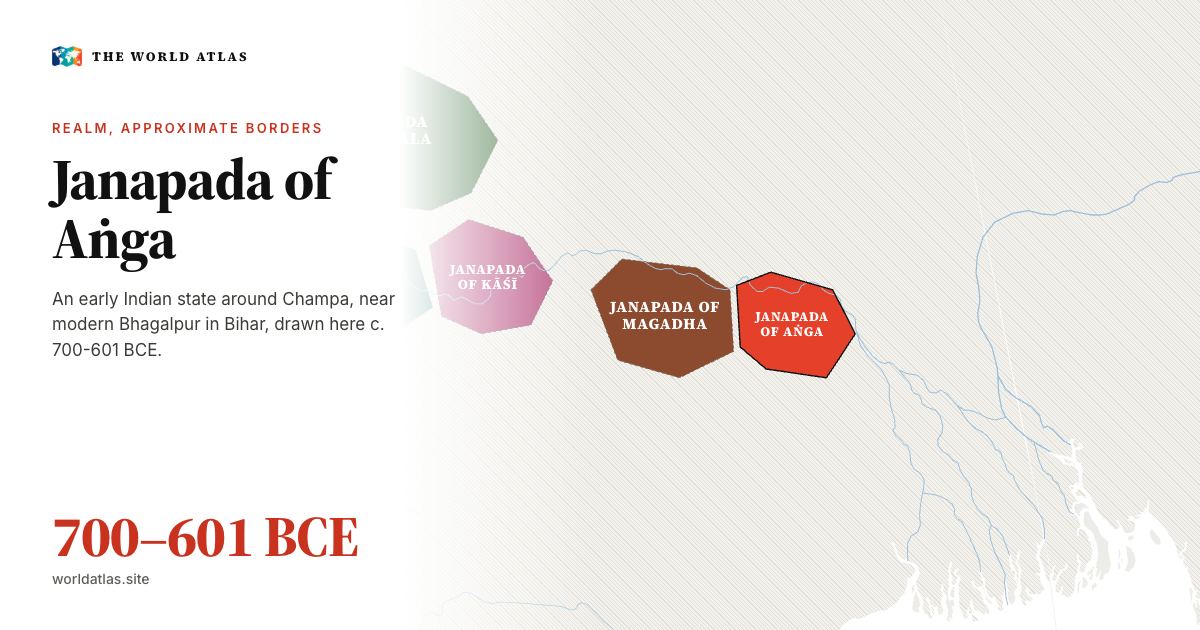 THE WORLD ATLAS
REALM, APPROXIMATE BORDERS
Janapada of
Aṅga
An early Indian state around Champa, near
modern Bhagalpur in Bihar, drawn here c.
700-601 BCE.
700–601 BCE
worldatlas.site
JANAPADA
OF KĀŚĪ
JANAPADA OF
MAGADHA
JANAPADA
OF AṄGA